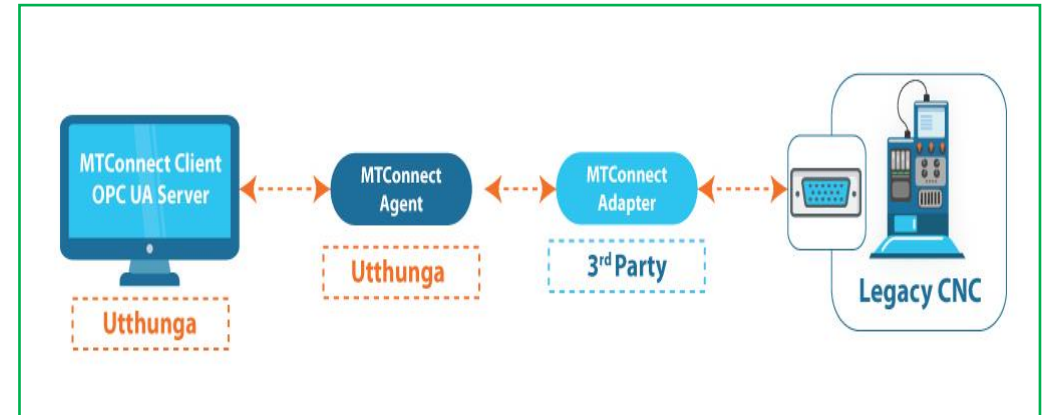 MTConnect Client
OPC UA Server
Utthunga
MTConnect
Agent
Utthunga
MTConnect
Adapter
3rd Party
Legacy CNC